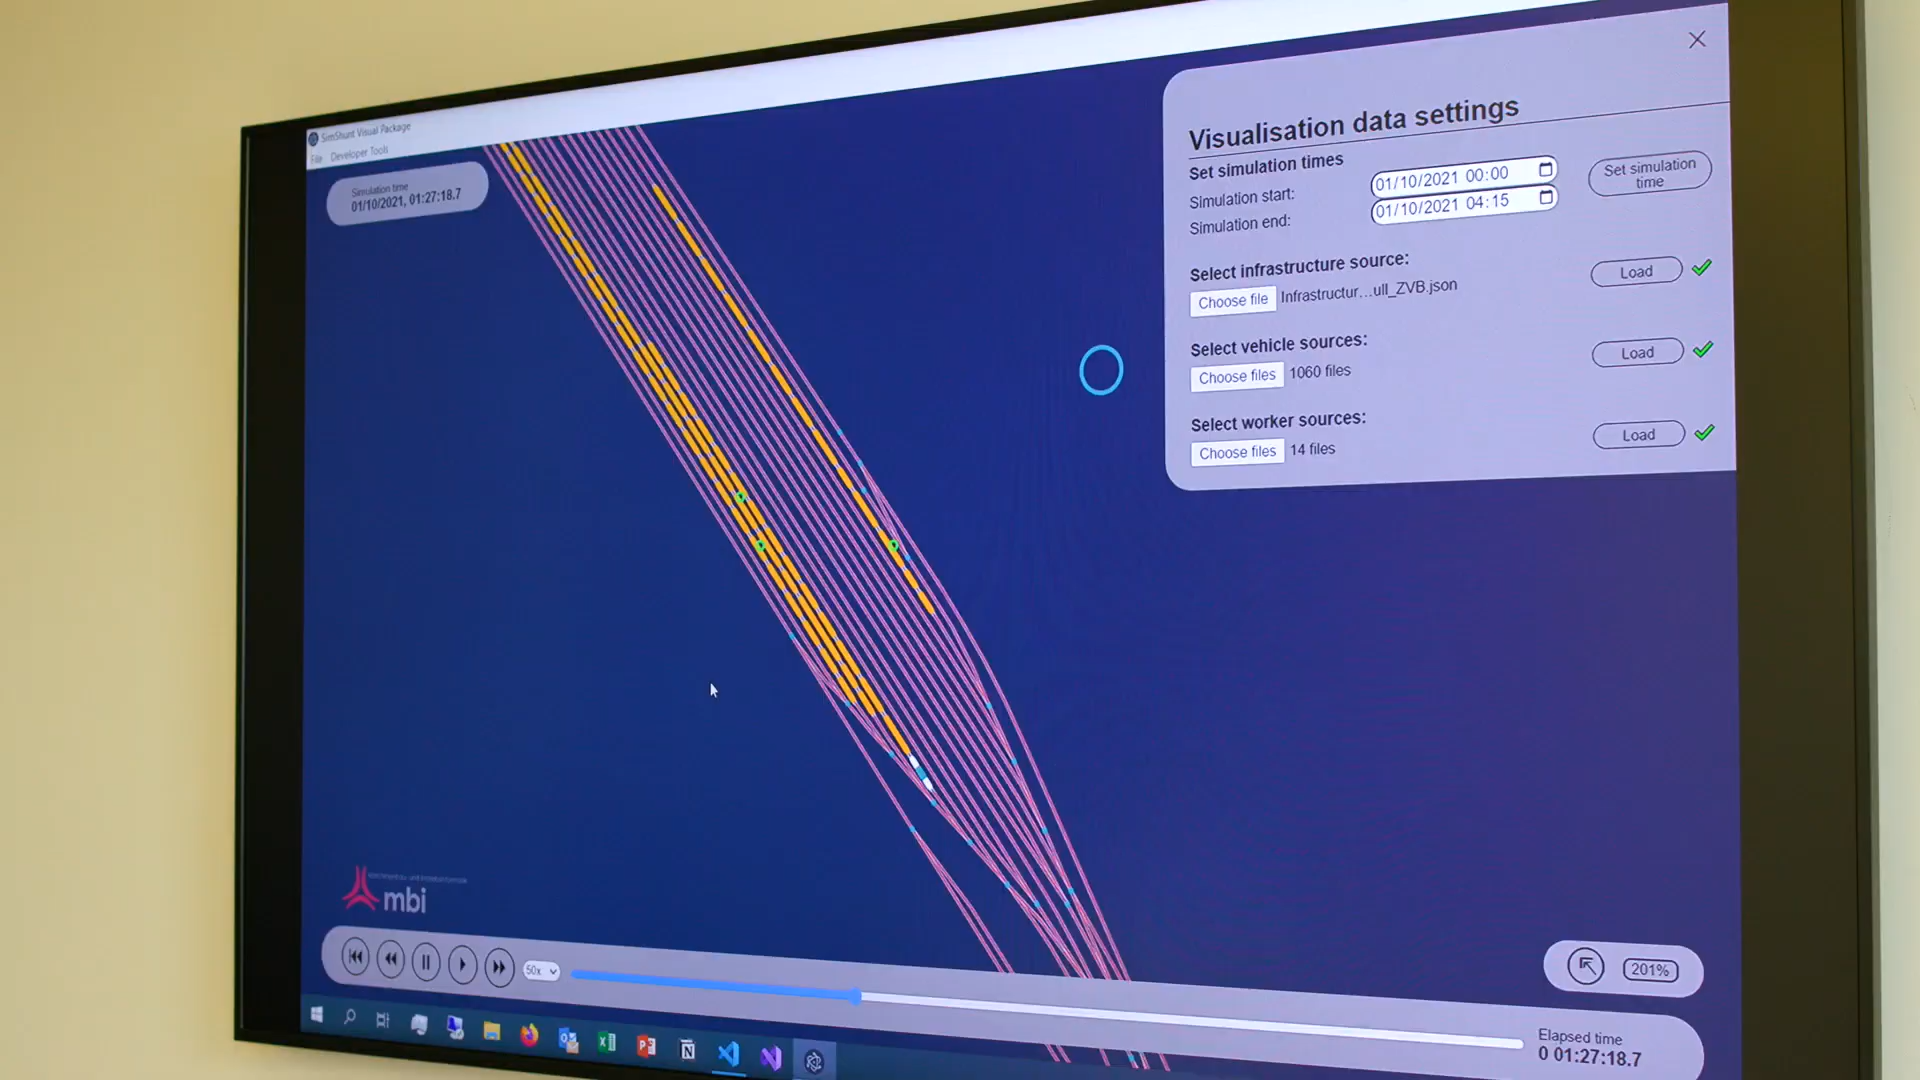 SimShunt Visual Package
File Developer Tools
Simulation time
01/10/2021, 01:27:18.7
Visualisation data settings
Set simulation times
Simulation start:
01/10/2021 00:00
Simulation end:
01/10/2021 04:15
Set simulation
time
Select infrastructure source:
Choose file Infrastructur...ull_ZVB.json
Load
Select vehicle sources:
Choose files 1060 files
Load
Select worker sources:
Choose files 14 files
Load
mbi
50x
201%
Elapsed time
0 01:27:18.7